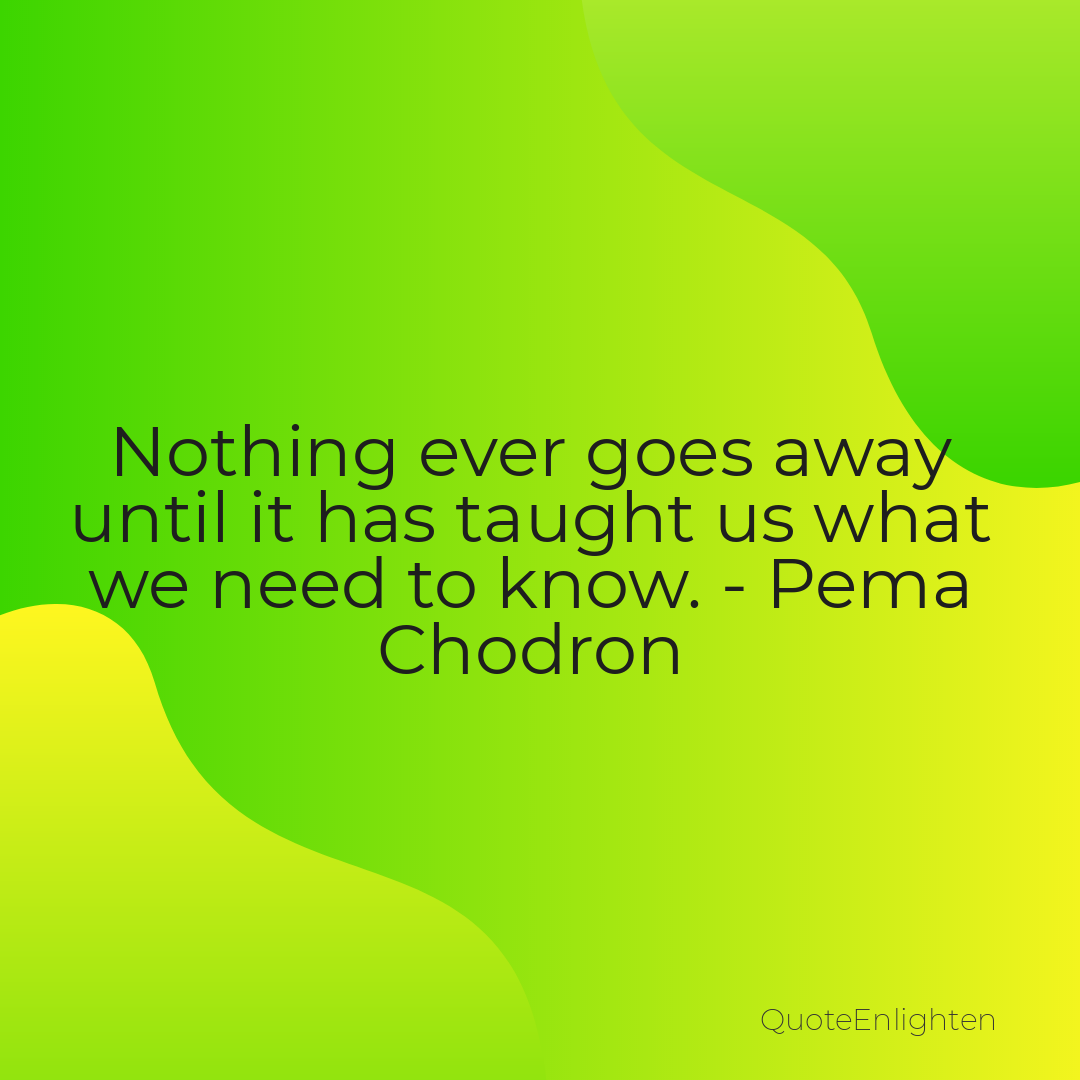 Nothing ever goes away
until it has taught us what
we need to know. - Pema
Chodron
QuoteEnlighten